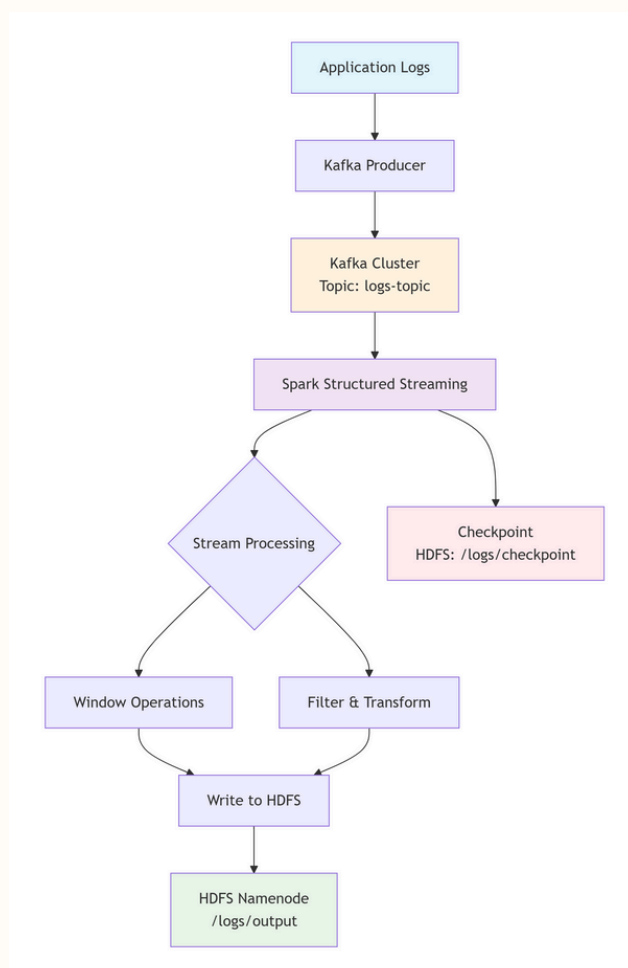 Application Logs
Kafka Producer
Kafka Cluster
Topic: logs-topic
Spark Structured Streaming
Stream Processing
Checkpoint
HDFS: /logs/checkpoint
Window Operations
Filter & Transform
Write to HDFS
HDFS Namenode
/logs/output